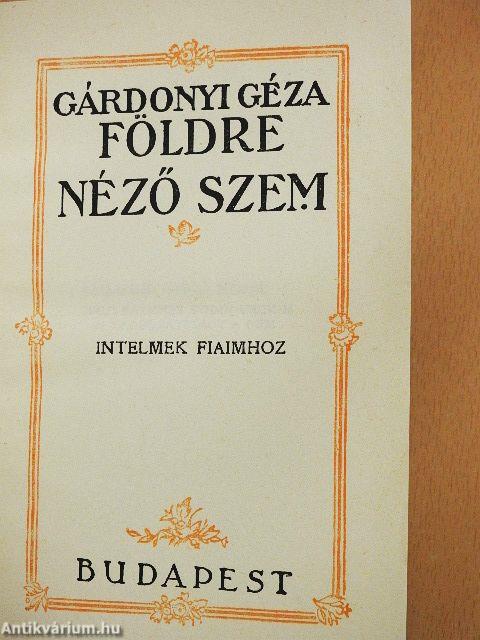 GÁRDONYI GÉZA
FÖLDRE
NÉZŐ SZEM
INTELMEK FIAIMHOZ
BUDAPEST
Antikvárium.hu